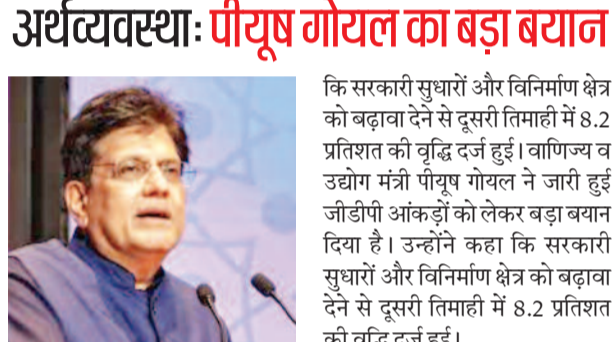 अर्थव्यवस्थाः पीयूष गोयल का बड़ा बयान
कि सरकारी सुधारों और विनिर्माण क्षेत्र
को बढ़ावा देने से दूसरी तिमाही में 8.2
प्रतिशत की वृद्धि दर्ज हुई। वाणिज्य व
उद्योग मंत्री पीयूष गोयल ने जारी हुई
जीडीपी आंकड़ों को लेकर बड़ा बयान
दिया है। उन्होंने कहा कि सरकारी
सुधारों और विनिर्माण क्षेत्र को बढ़ावा
देने से दूसरी तिमाही में 8.2 प्रतिशत
की वृद्धि दर्ज हुई।